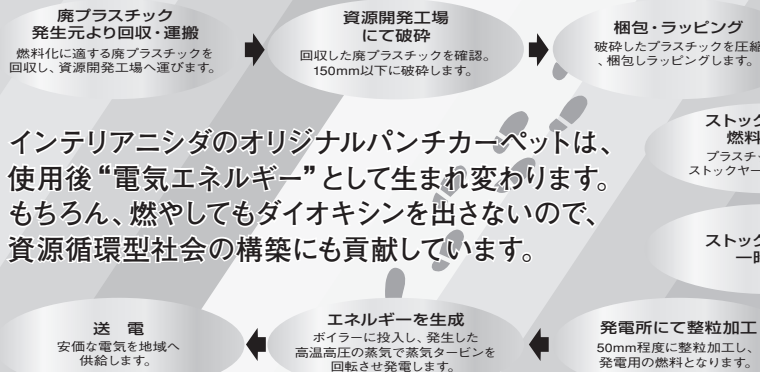 廃プラスチック
発生元より回収・運搬
燃料化に適する廃プラスチックを
回収し、資源開発工場へ運びます。
資源開発工場
にて破砕
回収した廃プラスチックを確認。
150mm以下に破砕します。
梱包・ラッピング
破砕したプラスチックを圧縮
、梱包しラッピングします。
インテリアニシダのオリジナルパンチカーペットは、
使用後“電気エネルギー”として生まれ変わります。
もちろん、燃やしてもダイオキシンを出さないので、
資源循環型社会の構築にも貢献しています。
ストック
燃料
プラスチッ
ストックヤー
ストック
一時
送　電
安価な電気を地域へ
供給します。
エネルギーを生成
ボイラーに投入し、発生した
高温高圧の蒸気で蒸気タービンを
回転させ発電します。
発電所にて整粒加工
50mm程度に整粒加工し、
発電用の燃料となります。